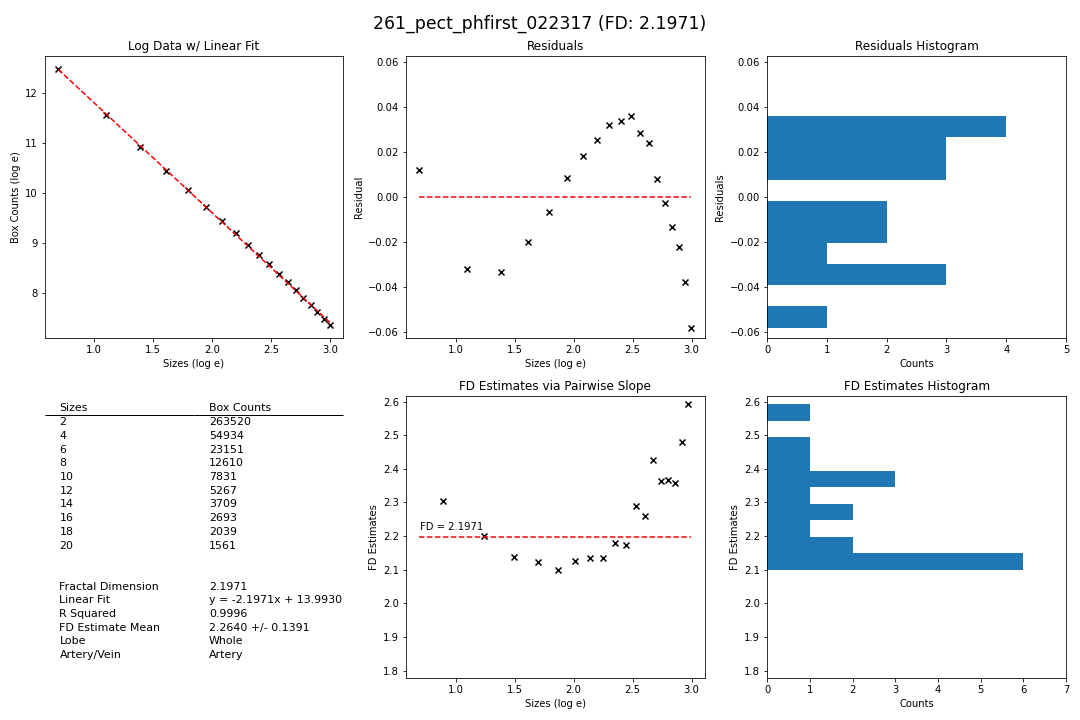 261_pect_phfirst_022317 (FD: 2.1971)
Log Data w/ Linear Fit
Box Counts (log e)
12
11
10
9
8
1.0 1.5 2.0 2.5 3.0
Sizes (log e)
Residuals
Residual
0.06
0.04
0.02
0.00
−0.02
−0.04
−0.06
1.0 1.5 2.0 2.5 3.0
Sizes (log e)
Residuals Histogram
Residuals
0.06
0.04
0.02
0.00
−0.02
−0.04
−0.06
0 1 2 3 4 5
Counts
Sizes Box Counts
2 263520
4 54934
6 23151
8 12610
10 7831
12 5267
14 3709
16 2693
18 2039
20 1561
Fractal Dimension 2.1971
Linear Fit y = -2.1971x + 13.9930
R Squared 0.9996
FD Estimate Mean 2.2640 +/- 0.1391
Lobe Whole
Artery/Vein Artery
FD Estimates via Pairwise Slope
FD Estimates
2.6
2.5
2.4
2.3
2.2
2.1
2.0
1.9
1.8
FD = 2.1971
1.0 1.5 2.0 2.5 3.0
Sizes (log e)
FD Estimates Histogram
FD Estimates
2.6
2.5
2.4
2.3
2.2
2.1
2.0
1.9
1.8
0 1 2 3 4 5 6 7
Counts